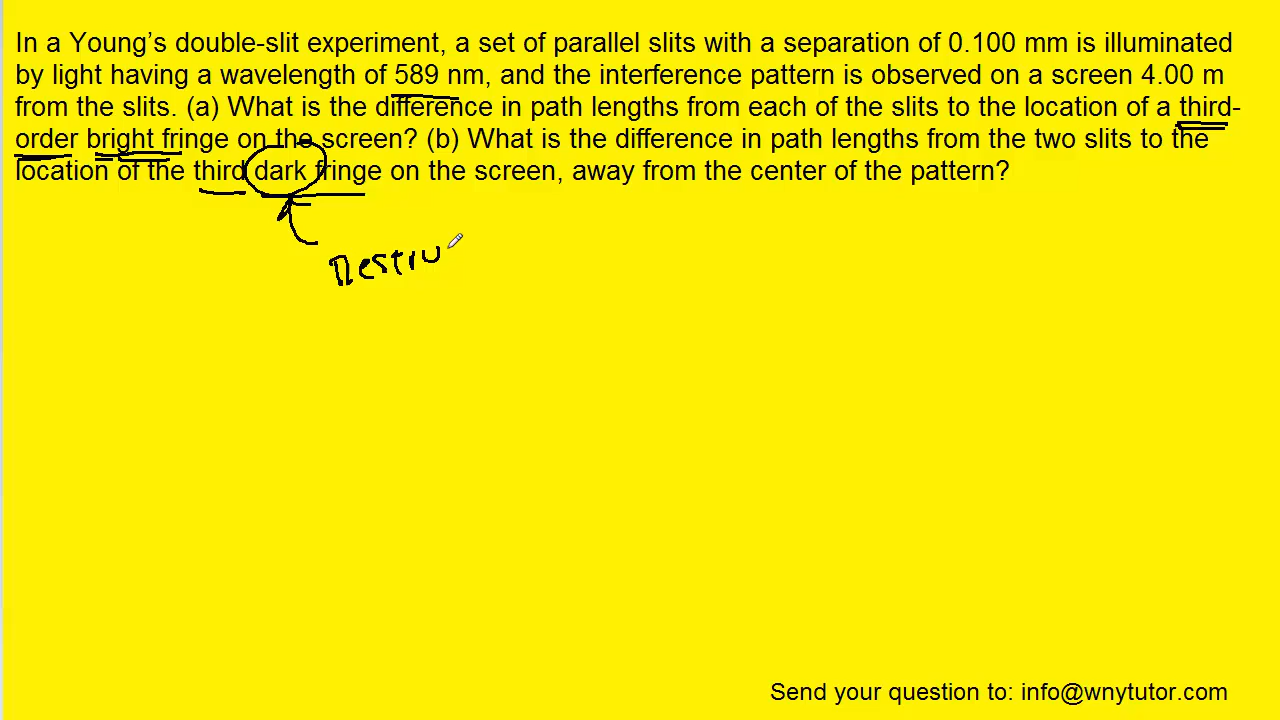 In a Young’s double-slit experiment, a set of parallel slits with a separation of 0.100 mm is illuminated
by light having a wavelength of 589 nm, and the interference pattern is observed on a screen 4.00 m
from the slits. (a) What is the difference in path lengths from each of the slits to the location of a third-
order bright fringe on the screen? (b) What is the difference in path lengths from the two slits to the
location of the third dark fringe on the screen, away from the center of the pattern?
Destru
Send your question to: info@wnytutor.com